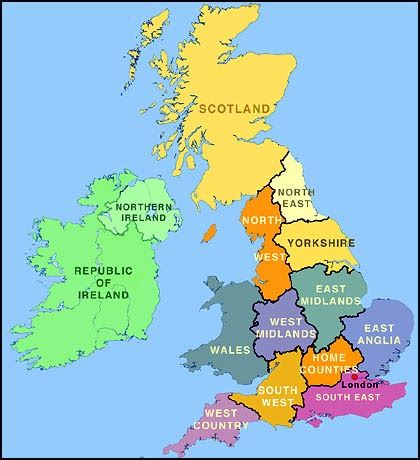 SCOTLAND
NORTH
EAST
NORTHERN
IRELAND
NORTH
WEST
YORKSHIRE
REPUBLIC
OF
IRELAND
EAST
MIDLANDS
WEST
MIDLANDS
EAST
ANGLIA
WALES
HOME
COUNTIES
London
SOUTH
WEST
SOUTH EAST
WEST
COUNTRY